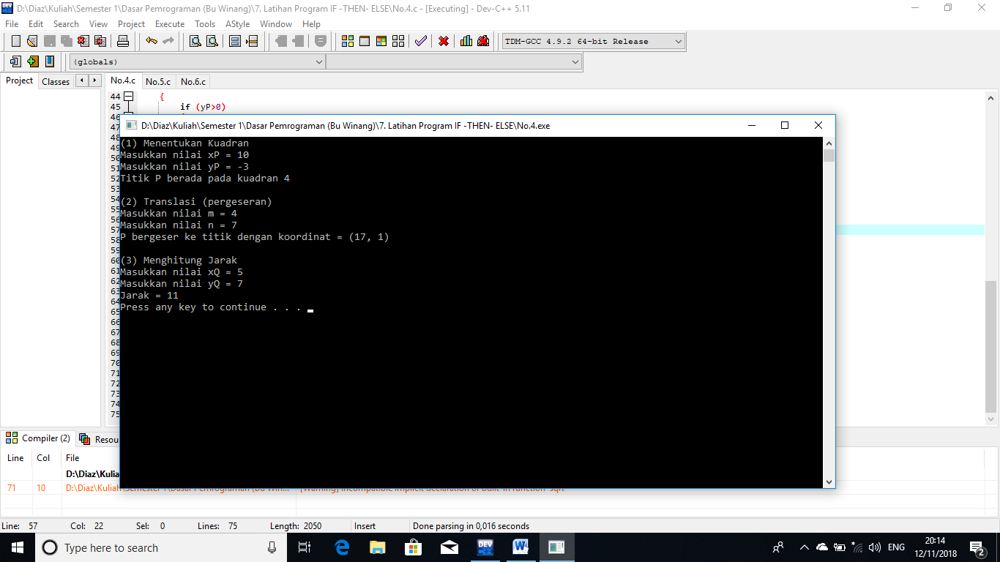 D:\Diaz\Kuliah\Semester 1\Dasar Pemrograman (Bu Winang)\7. Latihan Program IF -THEN- ELSE\No.4.c - [Executing] - Dev-C++ 5.11
File Edit Search View Project Execute Tools AStyle Window Help
TDM-GCC 4.9.2 64-bit Release
(globals)
Project Classes No.4.c No.5.c No.6.c
44 {
45 if (yP>0)
46
D:\Diaz\Kuliah\Semester 1\Dasar Pemrograman (Bu Winang)\7. Latihan Program IF -THEN- ELSE\No.4.exe
(1) Menentukan Kuadran
Masukkan nilai xP = 10
Masukkan nilai yP = -3
Titik P berada pada kuadran 4
(2) Translasi (pergeseran)
Masukkan nilai m = 4
Masukkan nilai n = 7
P bergeser ke titik dengan koordinat = (17, 1)
(3) Menghitung Jarak
Masukkan nilai xQ = 5
Masukkan nilai yQ = 7
Jarak = 11
Press any key to continue . . .
47
48
49
50
51
52
53
54
55
56
57
58
59
60
61
62
63
64
65
66
67
68
69
70
71
72
73
74
75
Compiler (2) Resou
Line Col File
D:\Diaz\Kulia
71 10 D:\Diaz\Kuliah\Semester 1\Dasar Pemrograman (Bu Win... [Warning] incompatible implicit declaration of built-in function 'sqrt'
Line: 57 Col: 22 Sel: 0 Lines: 75 Length: 2050 Insert Done parsing in 0,016 seconds
Type here to search
DEV
ENG
20:14
12/11/2018
2